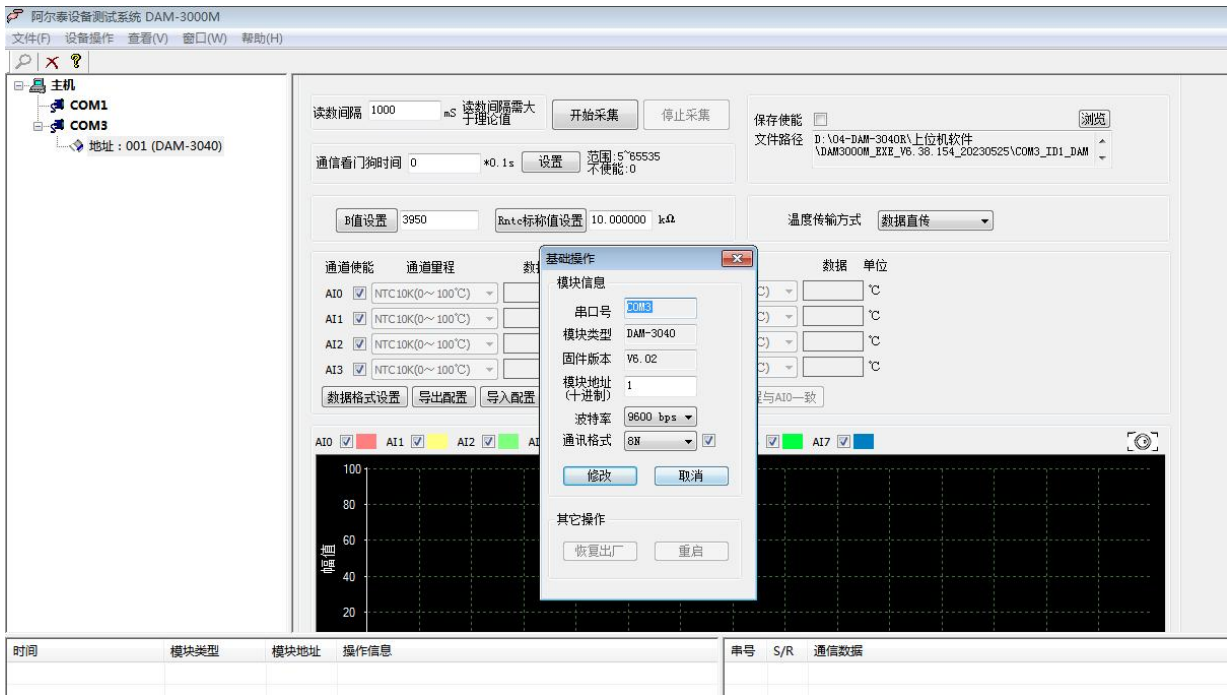 阿尔泰设备测试系统 DAM-3000M
文件(F) 设备操作 查看(V) 窗口(W) 帮助(H)
主机
COM1
COM3
地址：001 (DAM-3040)
读数间隔 1000 mS 读数间隔需大于理论值 开始采集 停止采集
保存使能 浏览
文件路径 D:\04-DAM-3040R\上位机软件
\DAM3000M_EXE_V6.38.154_20230525\COM3_ID1_DAM
通信看门狗时间 0 *0.1s 设置 范围:5~65535
不使能:0
B值设置 3950 Rntc标称值设置 10.000000 kΩ 温度传输方式 数据直传
通道使能 通道里程 数据 单位
AI0 NTC10K(0～100℃) ℃
AI1 NTC10K(0～100℃) ℃
AI2 NTC10K(0～100℃) ℃
AI3 NTC10K(0～100℃) ℃
数据格式设置 导出配置 导入配置 与AI0一致
AI0 AI1 AI2 AI7
100
80
60
40
20
幅值
基础操作
模块信息
串口号 COM3
模块类型 DAM-3040
固件版本 V6.02
模块地址 1
(十进制)
波特率 9600 bps
通讯格式 8N
修改 取消
其它操作
恢复出厂 重启
时间 模块类型 模块地址 操作信息 串号 S/R 通信数据